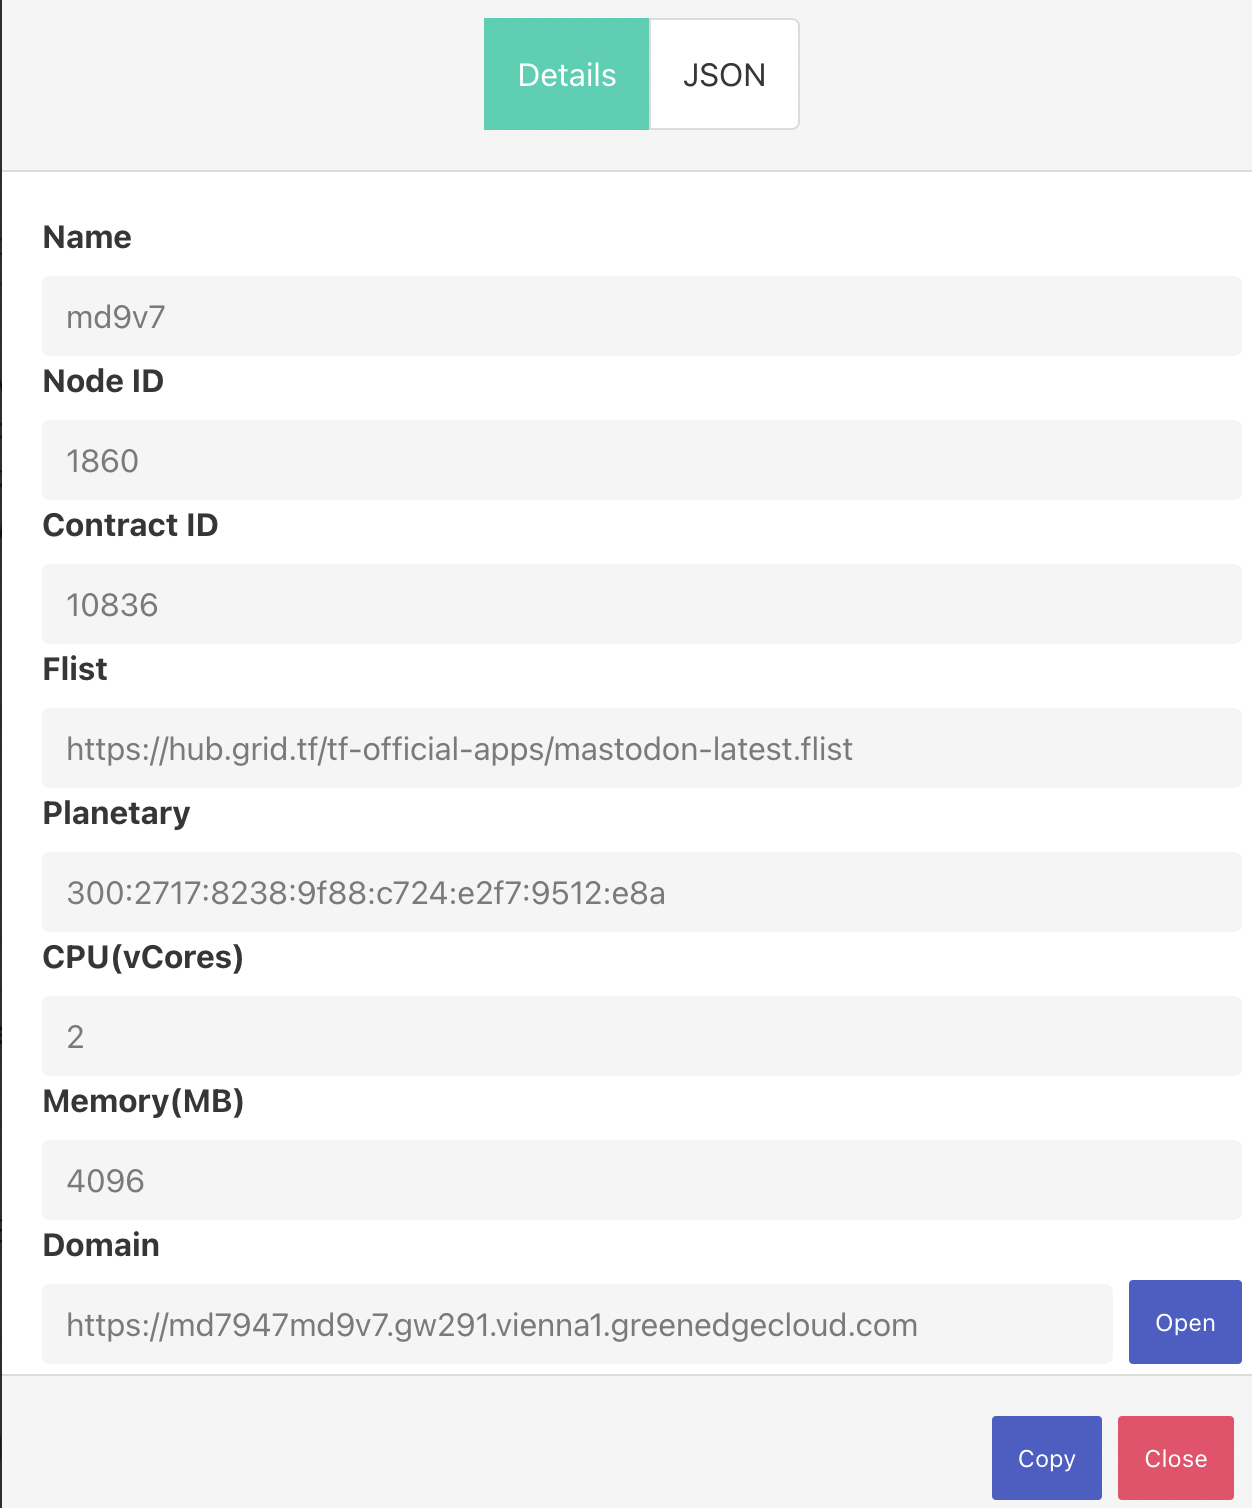 Details JSON
Name
md9v7
Node ID
1860
Contract ID
10836
Flist
https://hub.grid.tf/tf-official-apps/mastodon-latest.flist
Planetary
300:2717:8238:9f88:c724:e2f7:9512:e8a
CPU(vCores)
2
Memory(MB)
4096
Domain
https://md7947md9v7.gw291.vienna1.greenedgecloud.com Open
Copy Close